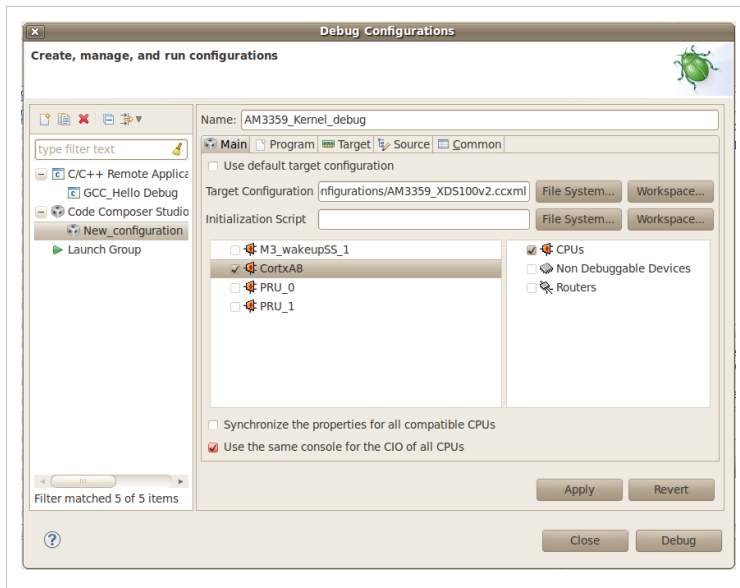 Debug Configurations
Create, manage, and run configurations
type filter text
C/C++ Remote Applica
GCC_Hello Debug
Code Composer Studio
New_configuration
Launch Group
Filter matched 5 of 5 items
Name: AM3359_Kernel_debug
Main Program Target Source Common
Use default target configuration
Target Configuration nfigurations/AM3359_XDS100v2.ccxml File System... Workspace...
Initialization Script File System... Workspace...
M3_wakeupSS_1
CortxA8
PRU_0
PRU_1
CPUs
Non Debuggable Devices
Routers
Synchronize the properties for all compatible CPUs
Use the same console for the CIO of all CPUs
Apply Revert
? Close Debug